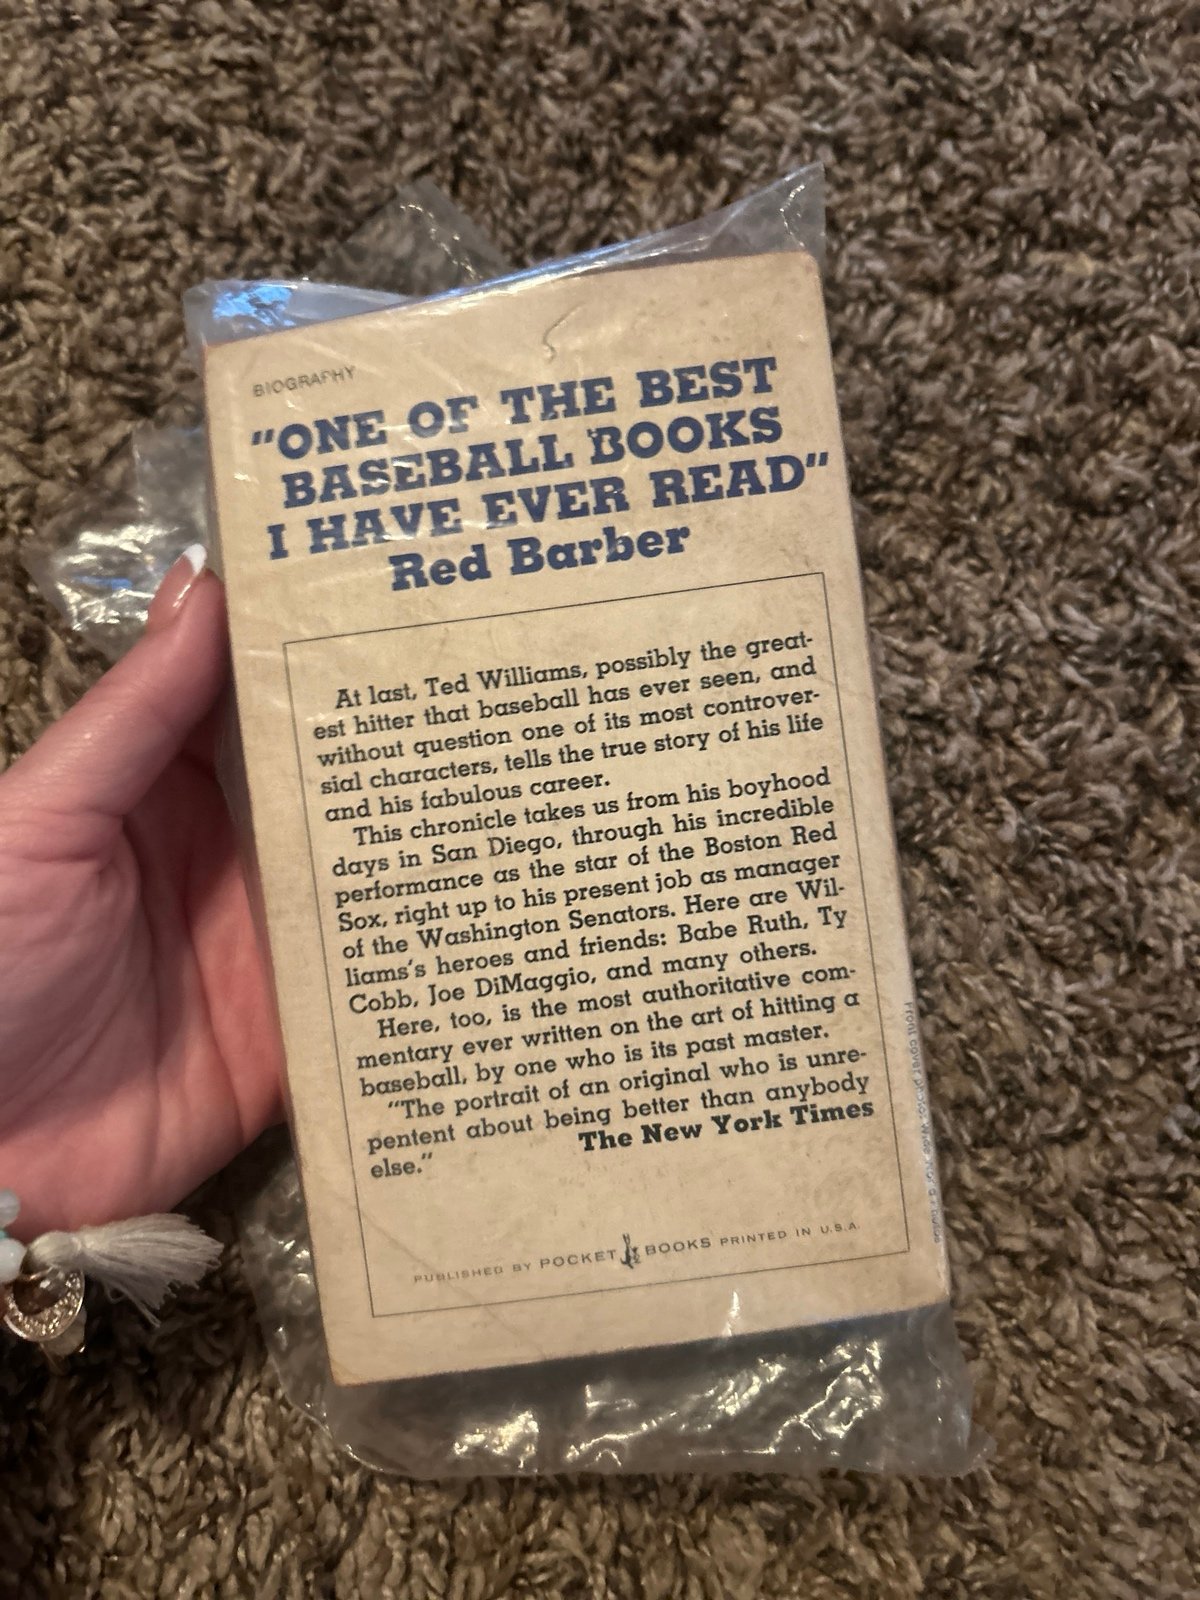 BIOGRAPHY
"ONE OF THE BEST
BASEBALL BOOKS
I HAVE EVER READ"
Red Barber
At last, Ted Williams, possibly the great-
est hitter that baseball has ever seen, and
without question one of its most controver-
sial characters, tells the true story of his life
and his fabulous career.
This chronicle takes us from his boyhood
days in San Diego, through his incredible
performance as the star of the Boston Red
Sox, right up to his present job as manager
of the Washington Senators. Here are Wil-
liams's heroes and friends: Babe Ruth, Ty
Cobb, Joe DiMaggio, and many others.
Here, too, is the most authoritative com-
mentary ever written on the art of hitting a
baseball, by one who is its past master.
"The portrait of an original who is unre-
pentent about being better than anybody
else." The New York Times
PUBLISHED BY POCKET BOOKS PRINTED IN U.S.A.
Front cover photo: Wide World